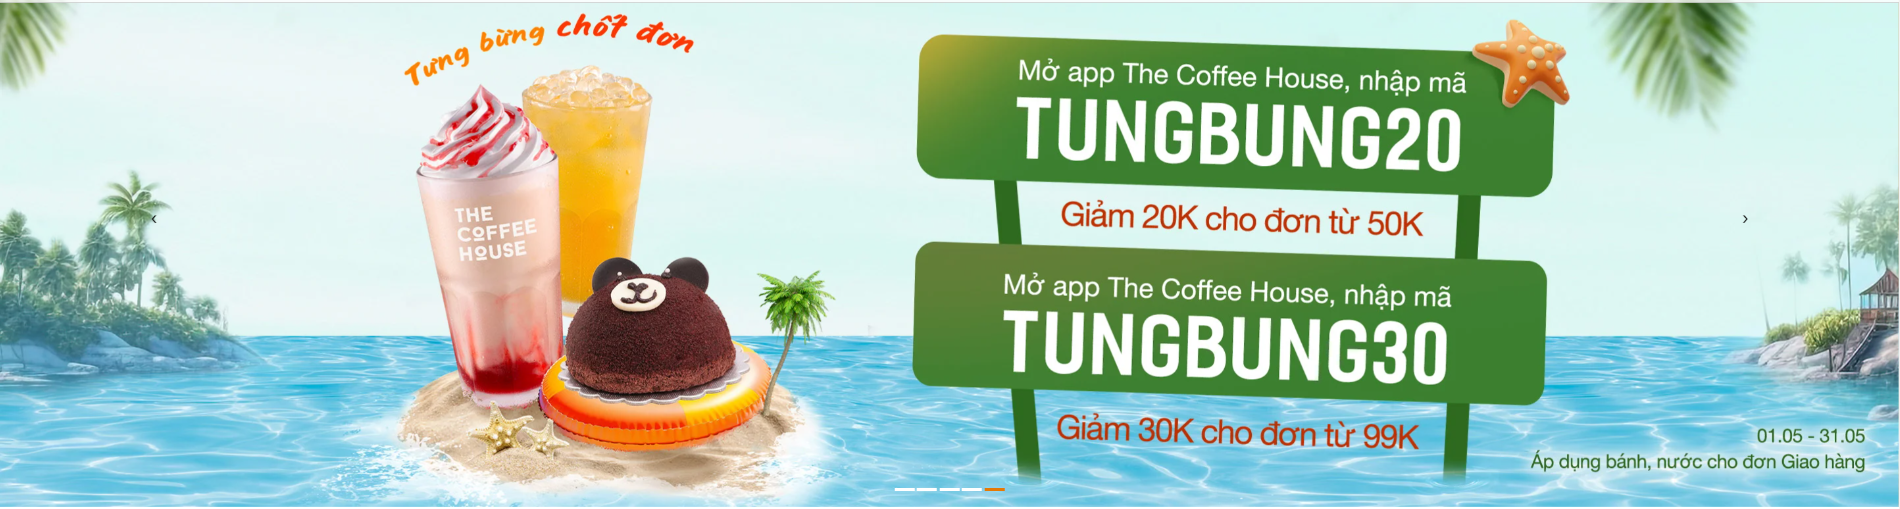 Tưng bừng chốt đơn
THE
COFFEE
HOUSE
Mở app The Coffee House, nhập mã
TUNGBUNG20
Giảm 20K cho đơn từ 50K
Mở app The Coffee House, nhập mã
TUNGBUNG30
Giảm 30K cho đơn từ 99K
01.05 - 31.05
Áp dụng bánh, nước cho đơn Giao hàng